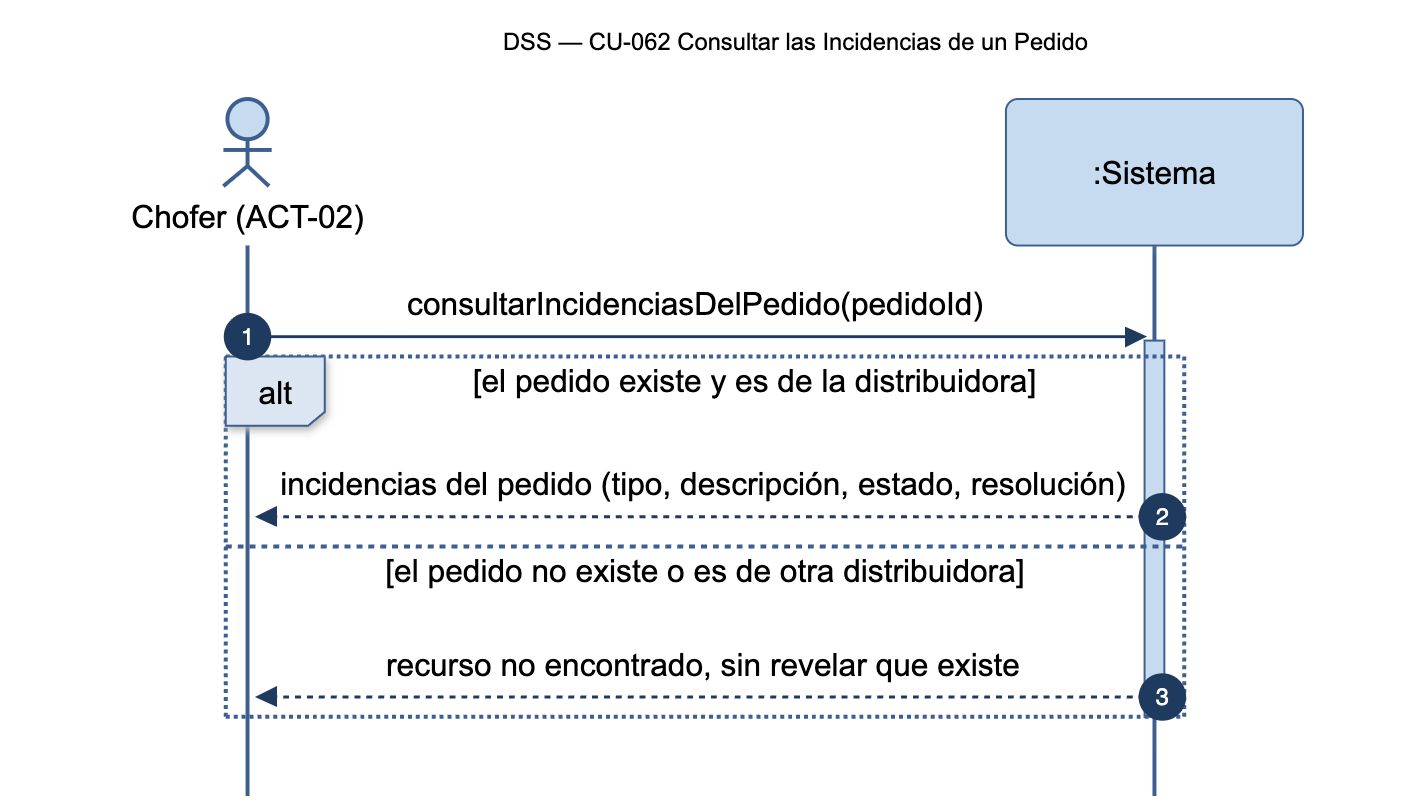 DSS — CU-062 Consultar las Incidencias de un Pedido
Chofer (ACT-02)
:Sistema
consultarIncidenciasDelPedido(pedidoId)
1
alt
[el pedido existe y es de la distribuidora]
incidencias del pedido (tipo, descripción, estado, resolución)
2
[el pedido no existe o es de otra distribuidora]
recurso no encontrado, sin revelar que existe
3